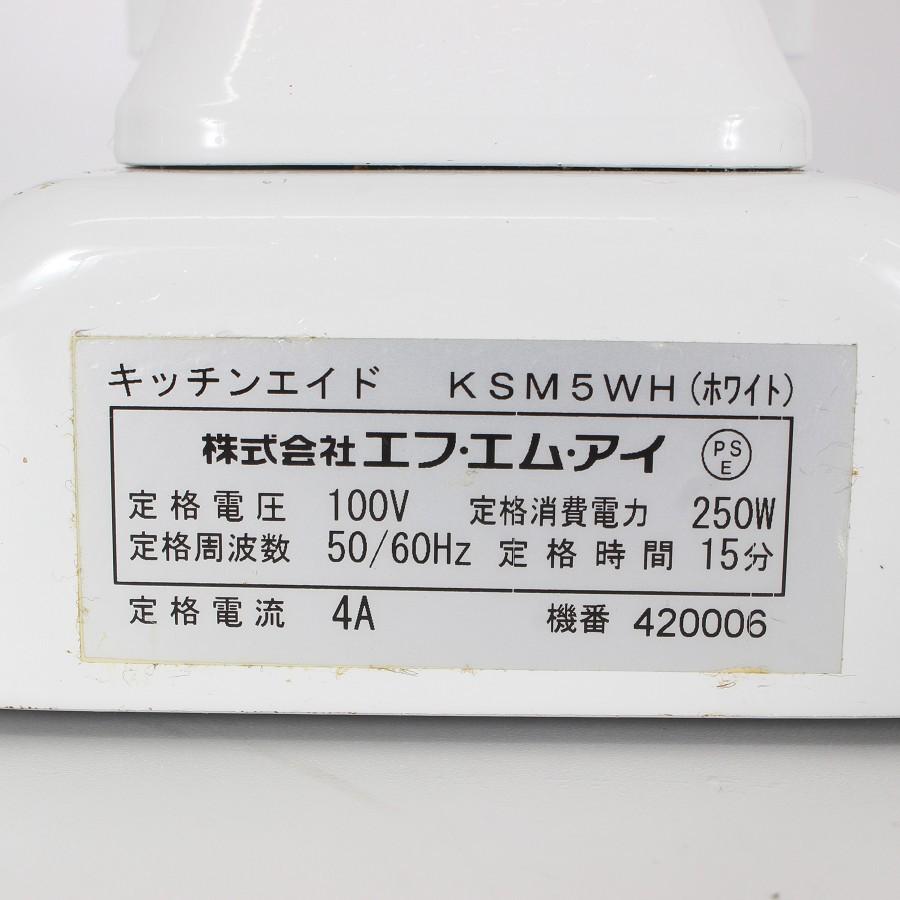 キッチンエイド KSM5WH(ホワイト)
株式会社エフ・エム・アイ PSE
定格電圧 100V 定格消費電力 250W
定格周波数 50/60Hz 定格時間 15分
定格電流 4A 機番 420006